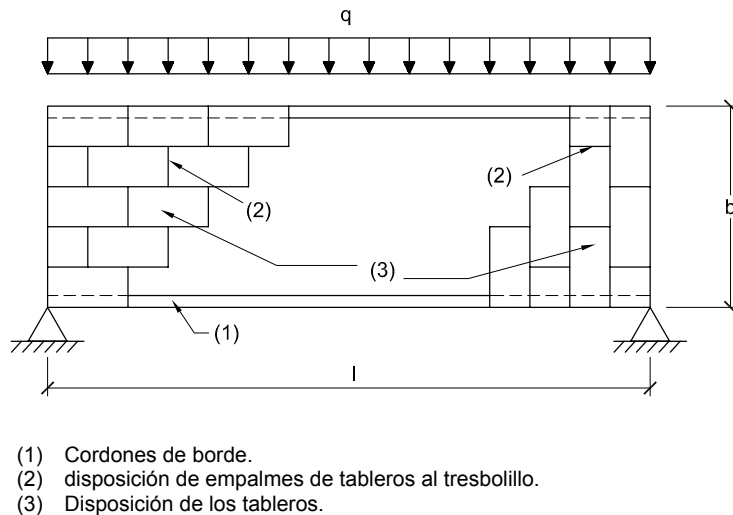 q
(2)
(2)
b
(3)
(1)
l
(1) Cordones de borde.
(2) disposición de empalmes de tableros al tresbolillo.
(3) Disposición de los tableros.